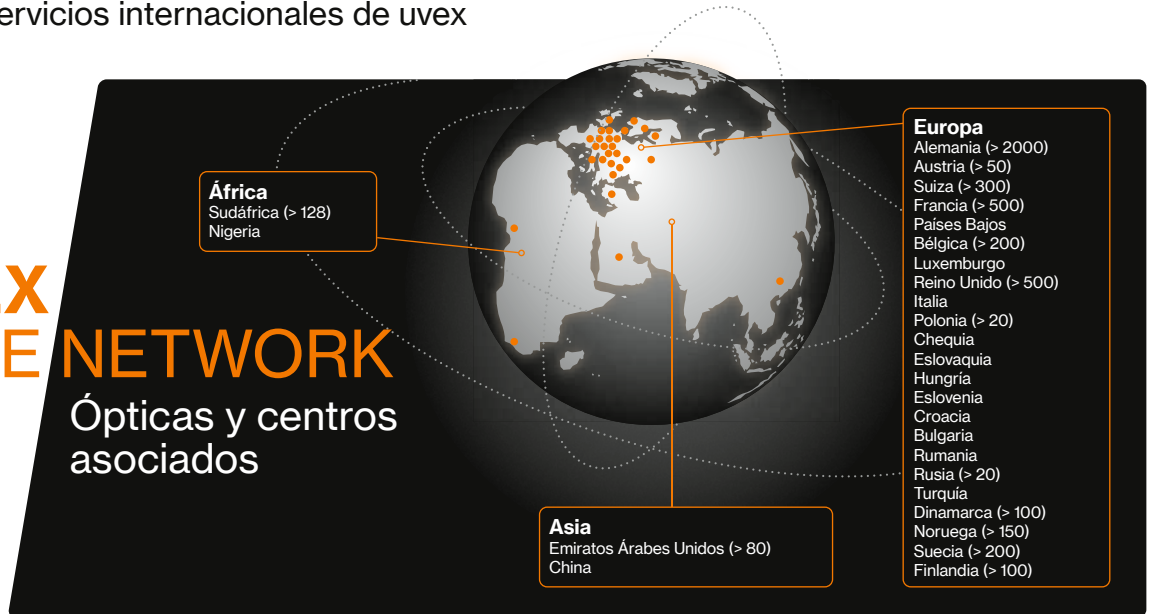 ervicios internacionales de uvex
África
Sudáfrica (> 128)
Nigeria
X
E NETWORK
Ópticas y centros
asociados
Asia
Emiratos Árabes Unidos (> 80)
China
Europa
Alemania (> 2000)
Austria (> 50)
Suiza (> 300)
Francia (> 500)
Países Bajos
Bélgica (> 200)
Luxemburgo
Reino Unido (> 500)
Italia
Polonia (> 20)
Chequia
Eslovaquia
Hungría
Eslovenia
Croacia
Bulgaria
Rumania
Rusia (> 20)
Turquía
Dinamarca (> 100)
Noruega (> 150)
Suecia (> 200)
Finlandia (> 100)